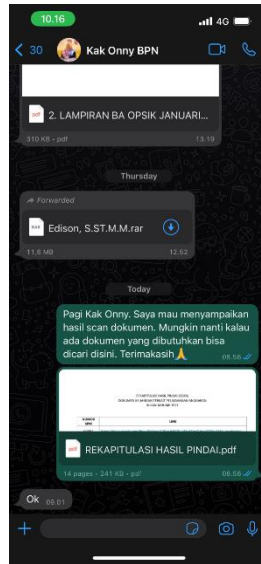 10.16
4G
30
Kak Onny BPN
pdf
2. LAMPIRAN BA OPSIK JANUARI...
310 KB • pdf
13.19
Thursday
Forwarded
RAR
Edison, S.ST.M.M.rar
11,6 MB
12.52
Today
Pagi Kak Onny. Saya mau menyampaikan
hasil scan dokumen. Mungkin nanti kalau
ada dokumen yang dibutuhkan bisa
dicari disini. Terimakasih🙏
08.56
pdf
REKAPITULASI HASIL PINDAI.pdf
14 pages • 241 KB • pdf
08.56
Ok
09.01